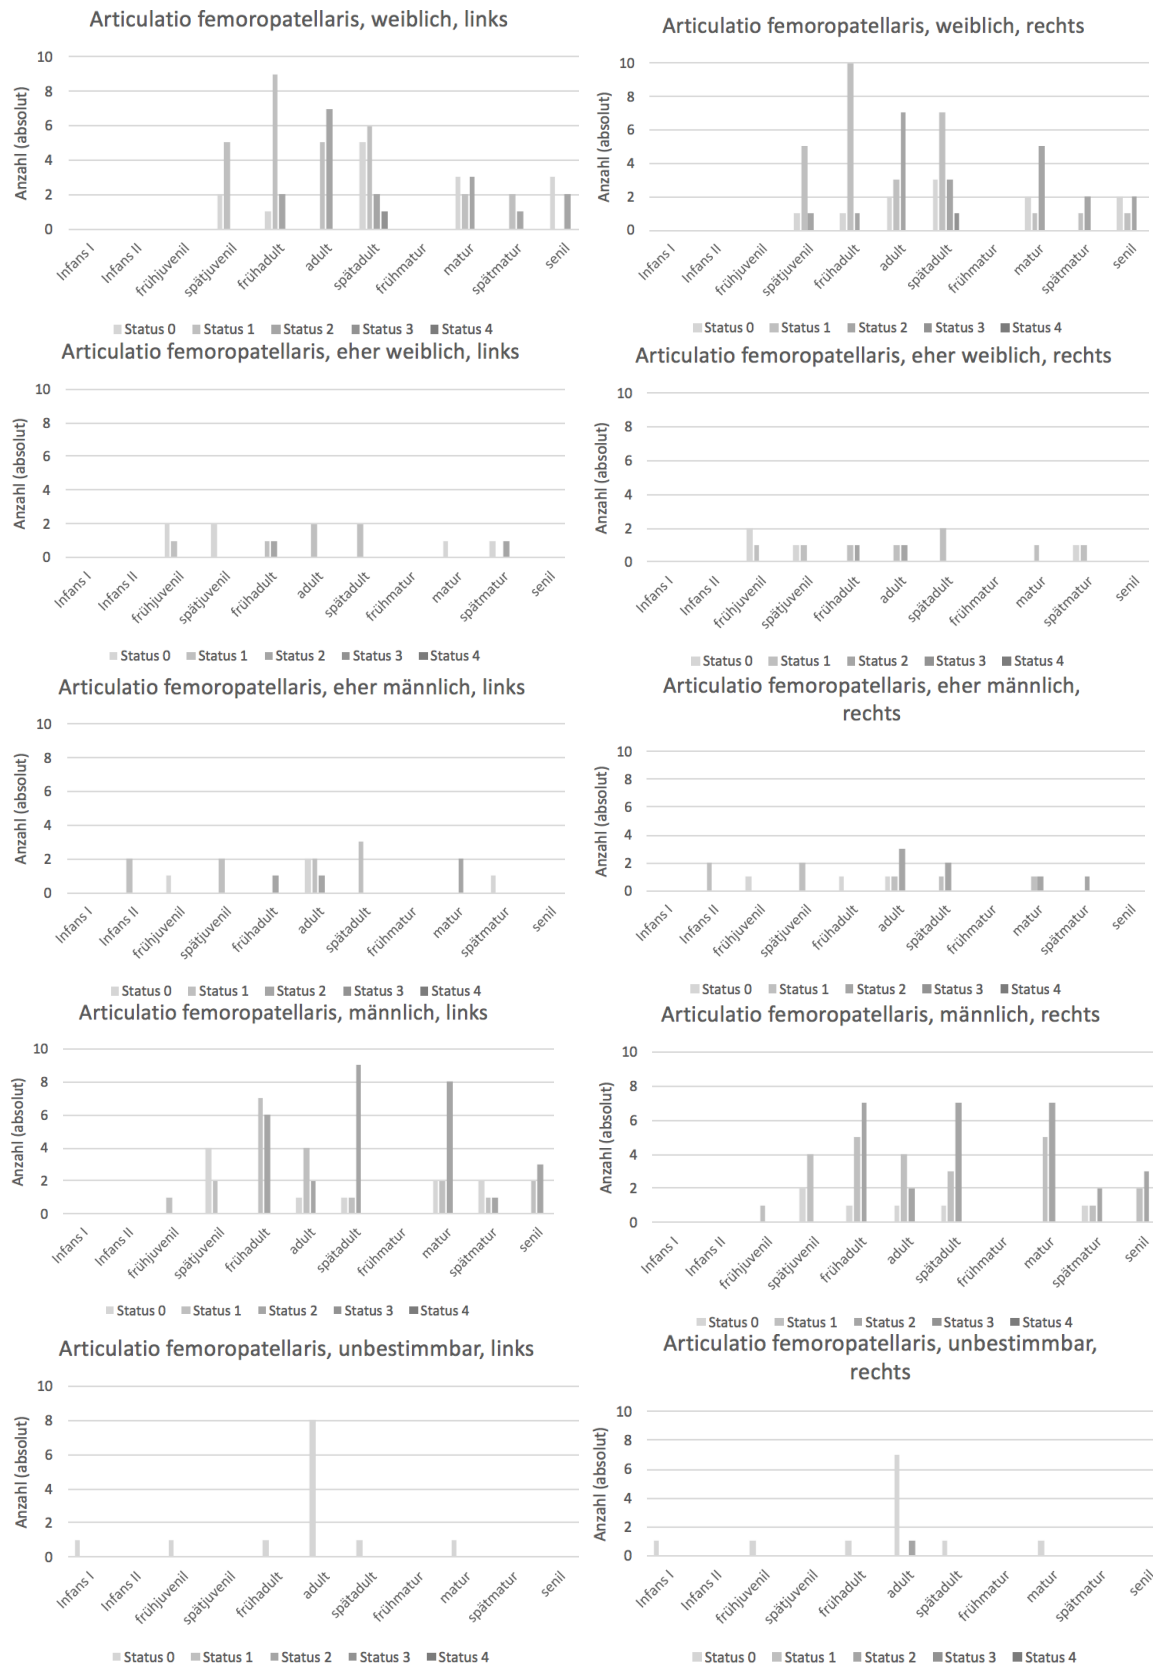 Articulatio femoropatellaris, weiblich, links
10
8
6
4
2
0
Anzahl (absolut)
Infans I
Infans II
frühjuvenil
spätjuvenil
frühadult
adult
spätadult
frühmatur
matur
spätmatur
senil
Status 0 Status 1 Status 2 Status 3 Status 4
Articulatio femoropatellaris, weiblich, rechts
10
8
6
4
2
0
Anzahl (absolut)
Infans I
Infans II
frühjuvenil
spätjuvenil
frühadult
adult
spätadult
frühmatur
matur
spätmatur
senil
Status 0 Status 1 Status 2 Status 3 Status 4
Articulatio femoropatellaris, eher weiblich, links
10
8
6
4
2
0
Anzahl (absolut)
Infans I
Infans II
frühjuvenil
spätjuvenil
frühadult
adult
spätadult
frühmatur
matur
spätmatur
senil
Status 0 Status 1 Status 2 Status 3 Status 4
Articulatio femoropatellaris, eher weiblich, rechts
10
8
6
4
2
0
Anzahl (absolut)
Infans I
Infans II
frühjuvenil
spätjuvenil
frühadult
adult
spätadult
frühmatur
matur
spätmatur
senil
Status 0 Status 1 Status 2 Status 3 Status 4
Articulatio femoropatellaris, eher männlich, links
10
8
6
4
2
0
Anzahl (absolut)
Infans I
Infans II
frühjuvenil
spätjuvenil
frühadult
adult
spätadult
frühmatur
matur
spätmatur
senil
Status 0 Status 1 Status 2 Status 3 Status 4
Articulatio femoropatellaris, eher männlich,
rechts
10
8
6
4
2
0
Anzahl (absolut)
Infans I
Infans II
frühjuvenil
spätjuvenil
frühadult
adult
spätadult
frühmatur
matur
spätmatur
senil
Status 0 Status 1 Status 2 Status 3 Status 4
Articulatio femoropatellaris, männlich, links
10
8
6
4
2
0
Anzahl (absolut)
Infans I
Infans II
frühjuvenil
spätjuvenil
frühadult
adult
spätadult
frühmatur
matur
spätmatur
senil
Status 0 Status 1 Status 2 Status 3 Status 4
Articulatio femoropatellaris, männlich, rechts
10
8
6
4
2
0
Anzahl (absolut)
Infans I
Infans II
frühjuvenil
spätjuvenil
frühadult
adult
spätadult
frühmatur
matur
spätmatur
senil
Status 0 Status 1 Status 2 Status 3 Status 4
Articulatio femoropatellaris, unbestimmbar, links
10
8
6
4
2
0
Anzahl (absolut)
Infans I
Infans II
frühjuvenil
spätjuvenil
frühadult
adult
spätadult
frühmatur
matur
spätmatur
senil
Status 0 Status 1 Status 2 Status 3 Status 4
Articulatio femoropatellaris, unbestimmbar,
rechts
10
8
6
4
2
0
Anzahl (absolut)
Infans I
Infans II
frühjuvenil
spätjuvenil
frühadult
adult
spätadult
frühmatur
matur
spätmatur
senil
Status 0 Status 1 Status 2 Status 3 Status 4